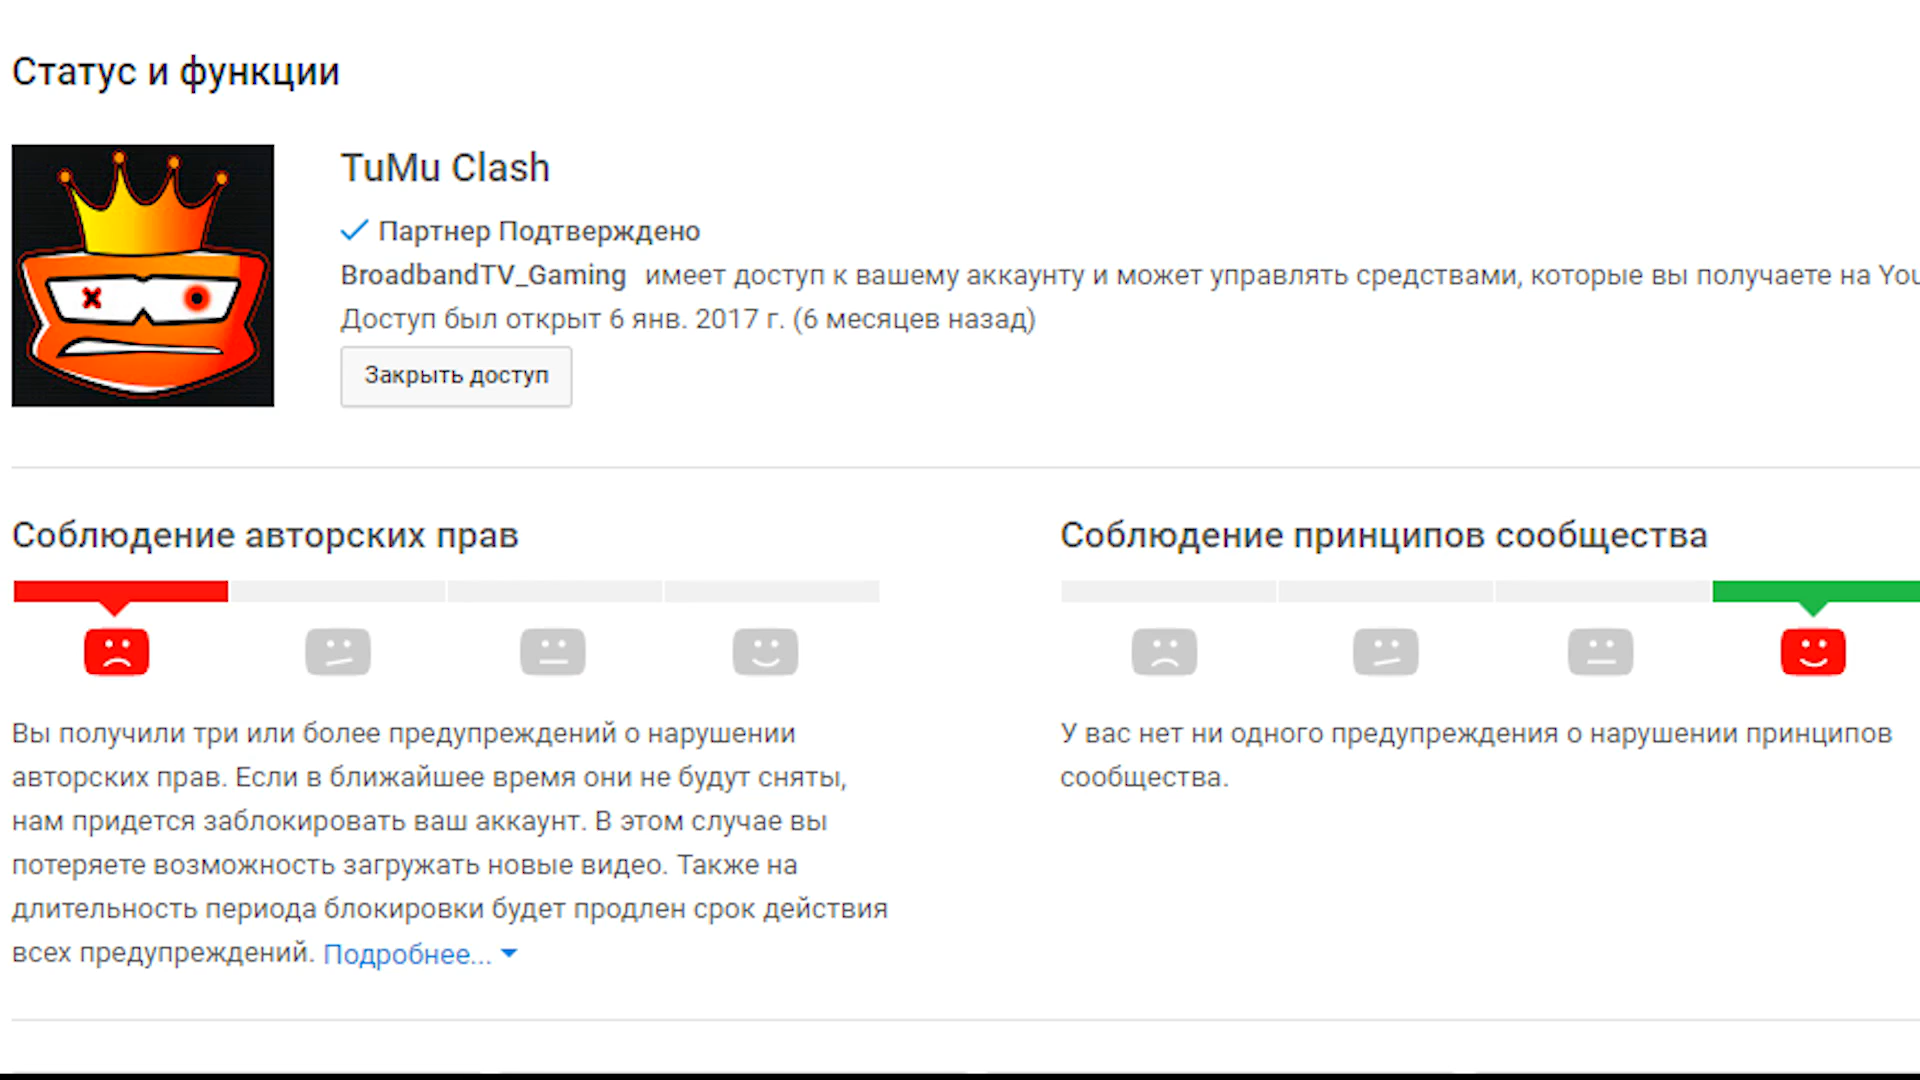 Статус и функции
TuMu Clash
Партнер Подтверждено
BroadbandTV_Gaming имеет доступ к вашему аккаунту и может управлять средствами, которые вы получаете на You
Доступ был открыт 6 янв. 2017 г. (6 месяцев назад)
Закрыть доступ
Соблюдение авторских прав
Вы получили три или более предупреждений о нарушении
авторских прав. Если в ближайшее время они не будут сняты,
нам придется заблокировать ваш аккаунт. В этом случае вы
потеряете возможность загружать новые видео. Также на
длительность периода блокировки будет продлен срок действия
всех предупреждений. Подробнее...
Соблюдение принципов сообщества
У вас нет ни одного предупреждения о нарушении принципов
сообщества.